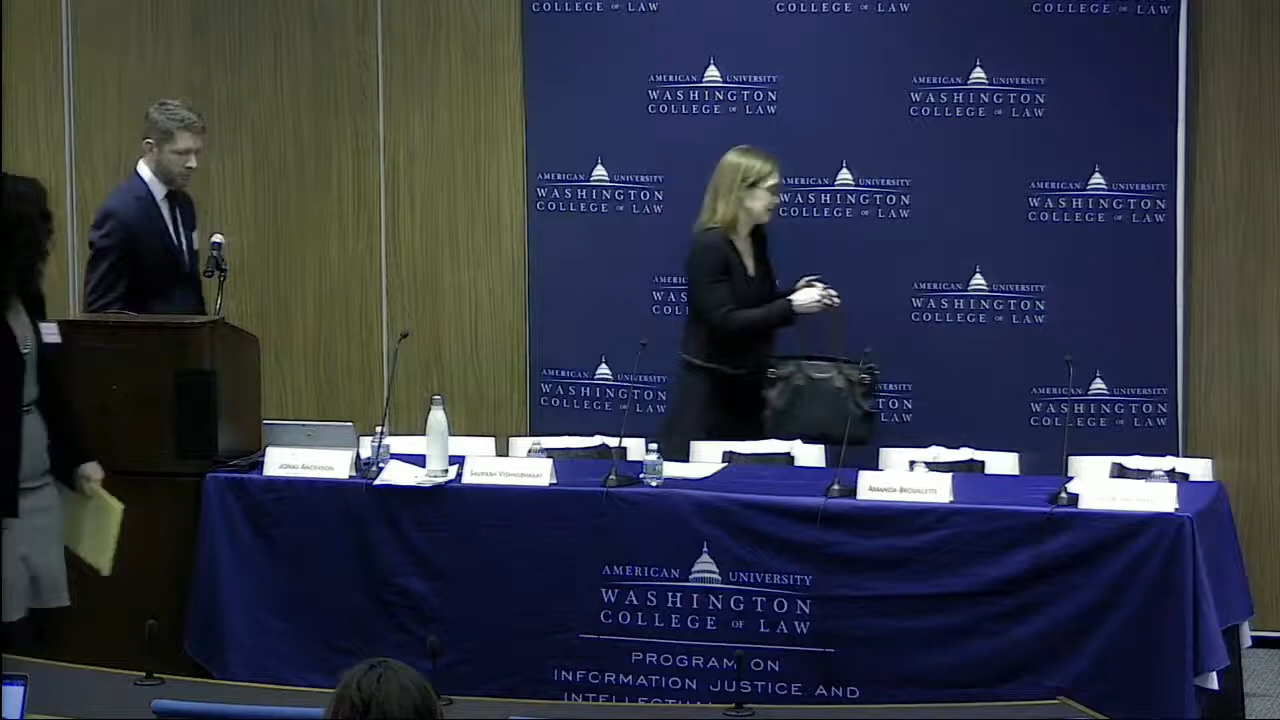 COLLEGE OF LAW
COLLEGE OF LAW
COLLEGE OF LAW
AMERICAN UNIVERSITY
WASHINGTON
COLLEGE OF LAW
AMERICAN UNIVERSITY
WASHINGTON
COLLEGE OF LAW
AMERICAN UNIVERSITY
WASHINGTON
COLLEGE OF LAW
AMERICAN UNIVERSITY
WASHINGTON
COLLEGE OF LAW
AMERICAN UNIVERSITY
WASHINGTON
COLLEGE OF LAW
AMERICAN UNIVERSITY
WASHINGTON
COLLEGE OF LAW
AMERICAN UNIVERSITY
WASHINGTON
COLLEGE OF LAW
AMERICAN UNIVERSITY
WASHINGTON
COLLEGE OF LAW
JONAS ANDERSON
SAURABH VISHNUBHAKAT
AMANDA BROUILLETTE
AMERICAN UNIVERSITY
WASHINGTON
COLLEGE OF LAW
PROGRAM ON
INFORMATION JUSTICE AND